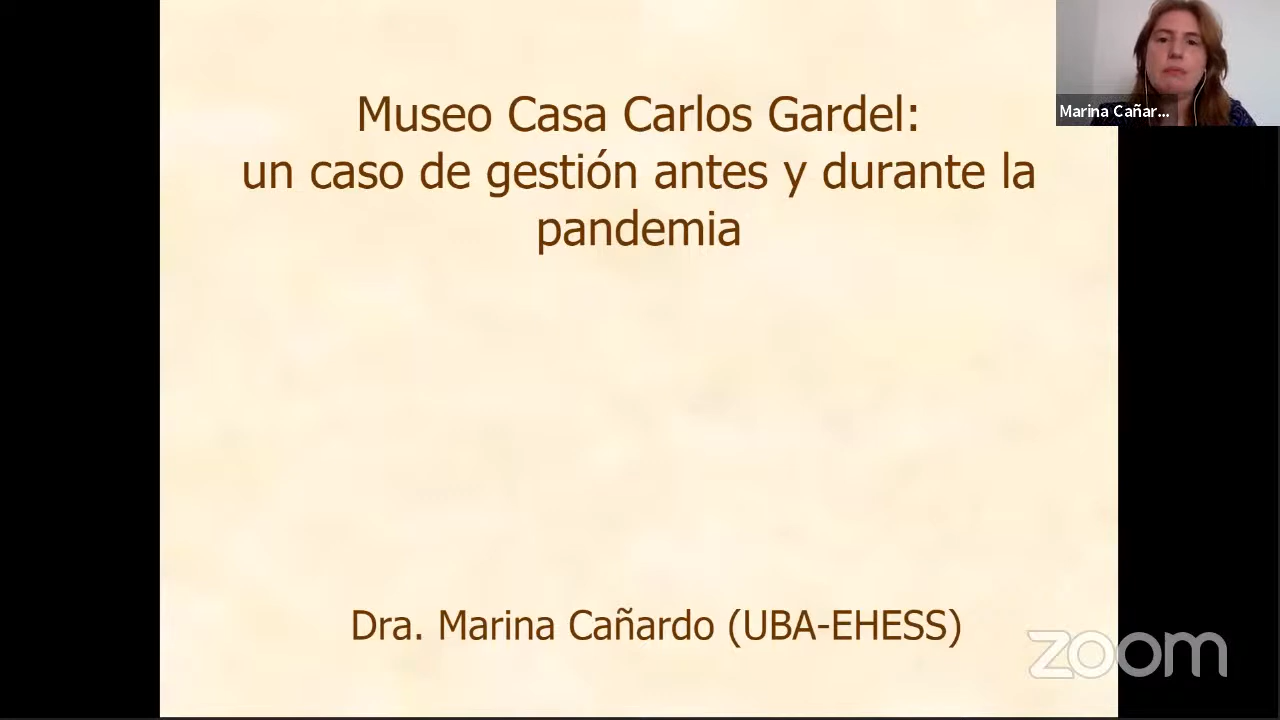 Museo Casa Carlos Gardel:
un caso de gestión antes y durante la
pandemia
Marina Cañar...
Dra. Marina Cañardo (UBA-EHESS)
zoom